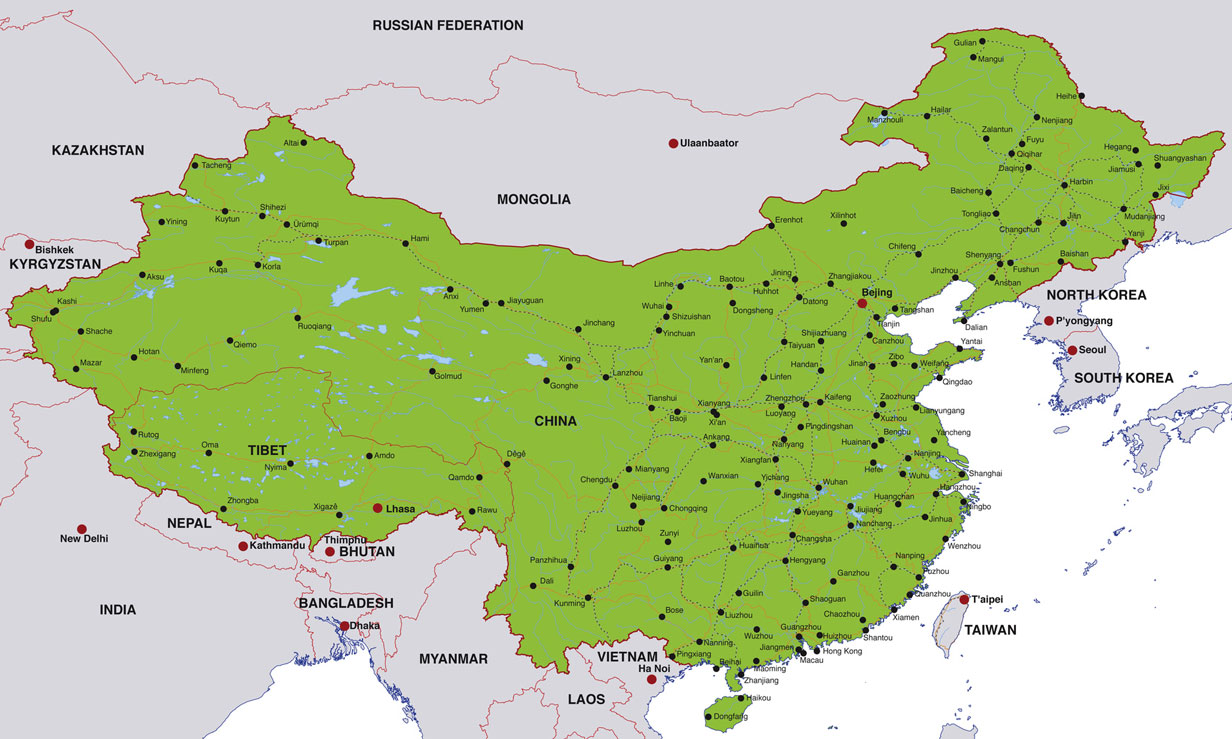 RUSSIAN FEDERATION
Gulian
Mangui
Heihe
Hailar
Manzhouli
Nenjiang
Zalantun
Fuyu
Altai
KAZAKHSTAN
Ulaanbaator
Hegang
Qiqihar
Shuangyashan
Tacheng
Daqing
Jiamusi
Harbin
Baicheng
Jixi
MONGOLIA
Shihezi
Kuytun
Tongliao
Mudanjiang
Yining
Ürümqi
Erenhot
Xilinhot
Changchun
Yanji
Turpan
Hami
Bishkek
Chifeng
KYRGYZSTAN
Kuqa
Korla
Shenyang
Baishan
Aksu
Jining
Zhangjiakou
Jinzhou
Fushun
Linhe
Baotou
Huhhot
Anshan
Anxi
Bejing
NORTH KOREA
Kashi
Yumen
Jiayuguan
Wuhai
Datong
Shufu
Shizuishan
Dongsheng
Tangshan
Tianjin
P'yongyang
Ruoqiang
Jinchang
Yinchuan
Shijiazhuang
Dalian
Shache
Taiyuan
Canzhou
Qiemo
Yantai
Seoul
Hotan
Xining
Yan'an
Handan
Jinan
Zibo
Weifang
Mazar
Minfeng
Golmud
Gonghe
Lanzhou
Linfen
Qingdao
SOUTH KOREA
Tianshui
Xianyang
Zhengzhou
Kaifeng
Zaozhung
CHINA
Baoji
Xi'an
Luoyang
Xuzhou
Lianyungang
Pingdingshan
Rutog
Ankang
Nanyang
Bengbu
Yancheng
Oma
TIBET
Huainan
Zhexigang
Amdo
Dêgê
Xiangfan
Nanjing
Nyima
Mianyang
Hefei
Qamdo
Chengdu
Wanxian
Yichang
Wuhan
Wuhu
Shanghai
Zhongba
Xigazê
Neijiang
Jingsha
Huangchan
Hangzhou
Lhasa
Rawu
Chongqing
Yueyang
Jiujiang
Ningbo
NEPAL
Luzhou
Nanchang
Jinhua
New Delhi
Thimphu
Zunyi
Changsha
Kathmandu
BHUTAN
Huaihua
Wenzhou
Panzhihua
Guiyang
Hengyang
Nanping
Dali
Ganzhou
Fuzhou
INDIA
BANGLADESH
Kunming
Guilin
Shaoguan
Quanzhou
T'aipei
Bose
Liuzhou
Chaozhou
Xiamen
Dhaka
Guangzhou
TAIWAN
Wuzhou
Huizhou
Shantou
Nanning
Jiangmen
Hong Kong
MYANMAR
VIETNAM
Pingxiang
Beihai
Macau
Ha Noi
Maoming
Zhanjiang
LAOS
Haikou
Dongfang